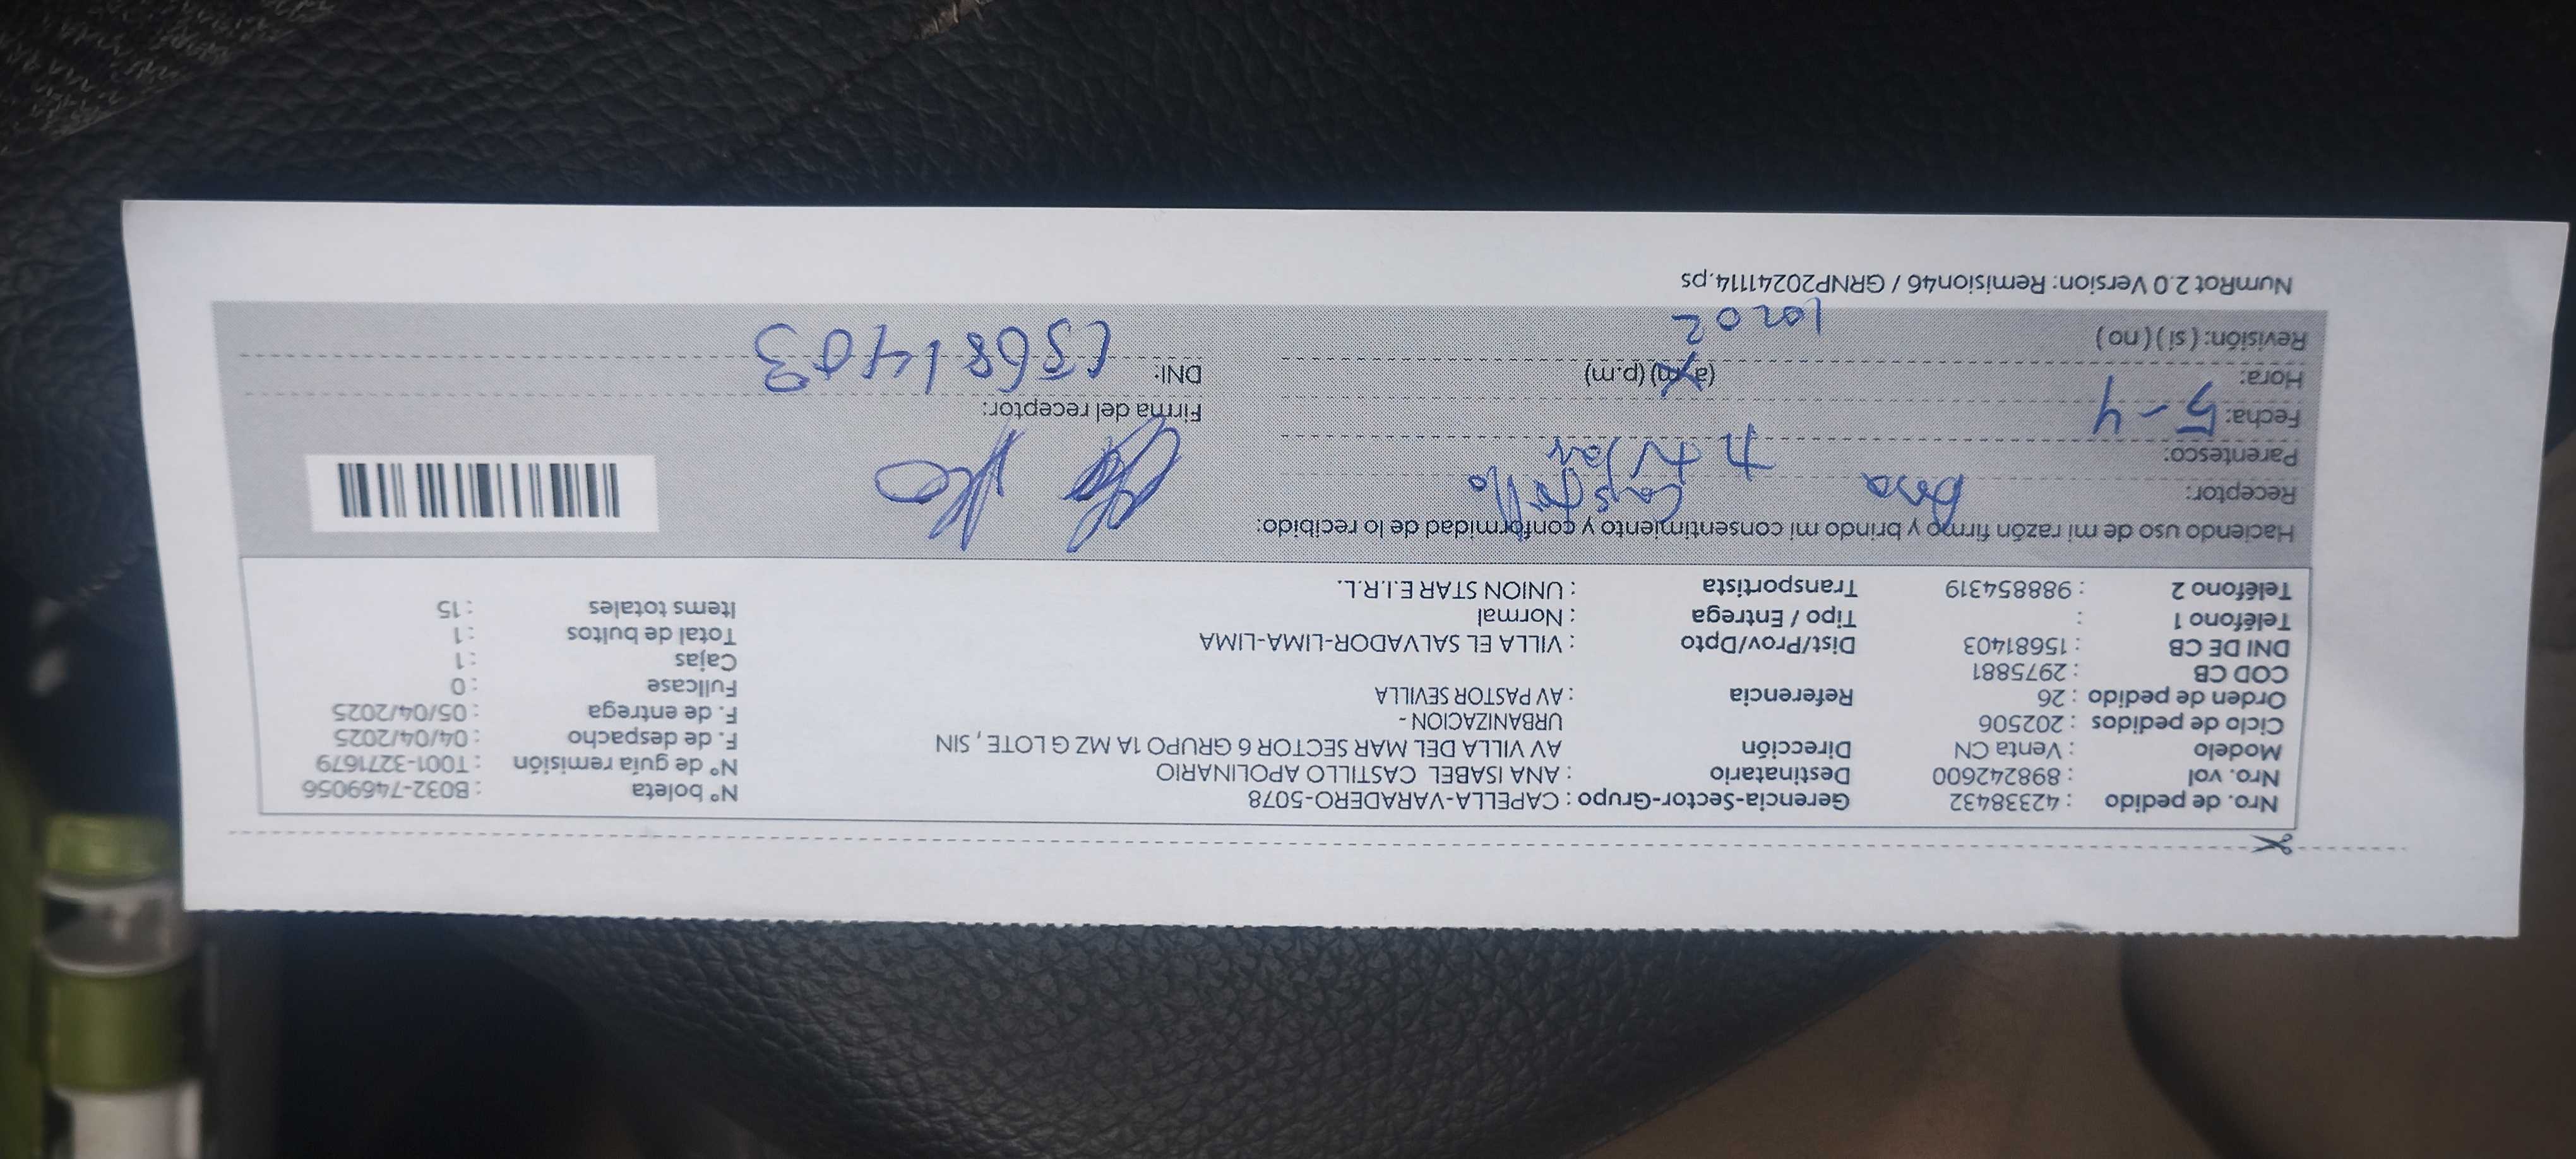 Nro. de pedido : 42338432 Gerencia-Sector-Grupo : CAPELLA-VARADERO-5078 N° boleta : B032-7469056
Nro. vol : 898242600 Destinatario : ANA ISABEL CASTILLO APOLINARIO N° de guía remisión : T001-3271679
Modelo : Venta CN Dirección AV VILLA DEL MAR SECTOR 6 GRUPO 1A MZ G LOTE , SIN F. de despacho : 04/04/2025
Ciclo de pedidos : 202506 URBANIZACION - F. de entrega : 05/04/2025
Orden de pedido : 26 Referencia : AV PASTOR SEVILLA Fullcase : 0
COD CB : 2975881 Cajas : 1
DNI DE CB : 15681403 Dist/Prov/Dpto : VILLA EL SALVADOR-LIMA-LIMA Total de bultos : 1
Teléfono 1 : Tipo / Entrega : Normal Items totales : 15
Teléfono 2 : 988854319 Transportista : UNION STAR E.I.R.L.
Haciendo uso de mi razón firmo y brindo mi consentimiento y conformidad de lo recibido:
Receptor: Castillo
Parentesco: titular
Fecha: 5-4 Firma del receptor:
Hora: (a.m) (p.m) DNI: 15681403
Revisión: ( si ) ( no ) 10:02
NumRot 2.0 Version: Remision46 / GRNP20241114.ps